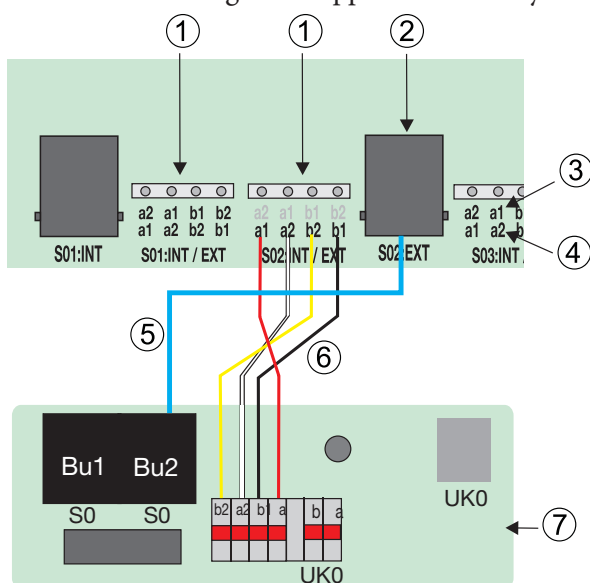 ① ① ②
③
a2 a1 b1 b2 a2 a1 b2 a2 a1 b
a1 a2 b2 b1 a1 a2 b2 b1 a1 a2 b
④
S01:INT S01:INT / EXT S02:INT / EXT S02:EXT S03:INT
⑤ ⑥
Bu1 Bu2
S0 S0
UK0
b2 a2 b1 a b a
⑦
UK0